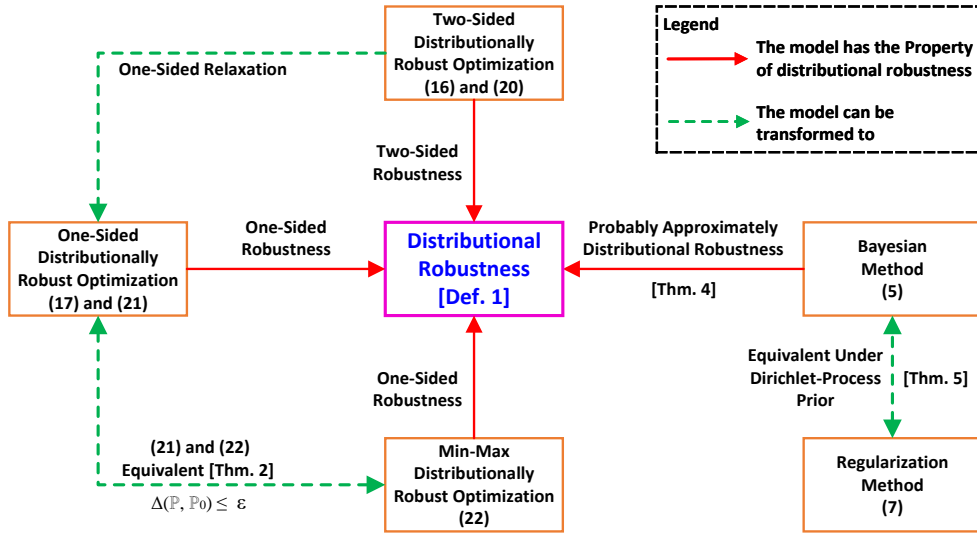 Two-Sided
Distributionally
Robust Optimization
(16) and (20)
Legend
The model has the Property
of distributional robustness
The model can be
transformed to
One-Sided Relaxation
Two-Sided
Robustness
One-Sided
Distributionally
Robust Optimization
(17) and (21)
One-Sided
Robustness
Distributional
Robustness
[Def. 1]
Probably Approximately
Distributional Robustness
[Thm. 4]
Bayesian
Method
(5)
One-Sided
Robustness
Equivalent Under
Dirichlet-Process
Prior
[Thm. 5]
(21) and (22)
Equivalent [Thm. 2]
Δ(ℙ, ℙ₀) ≤ ε
Min-Max
Distributionally
Robust Optimization
(22)
Regularization
Method
(7)